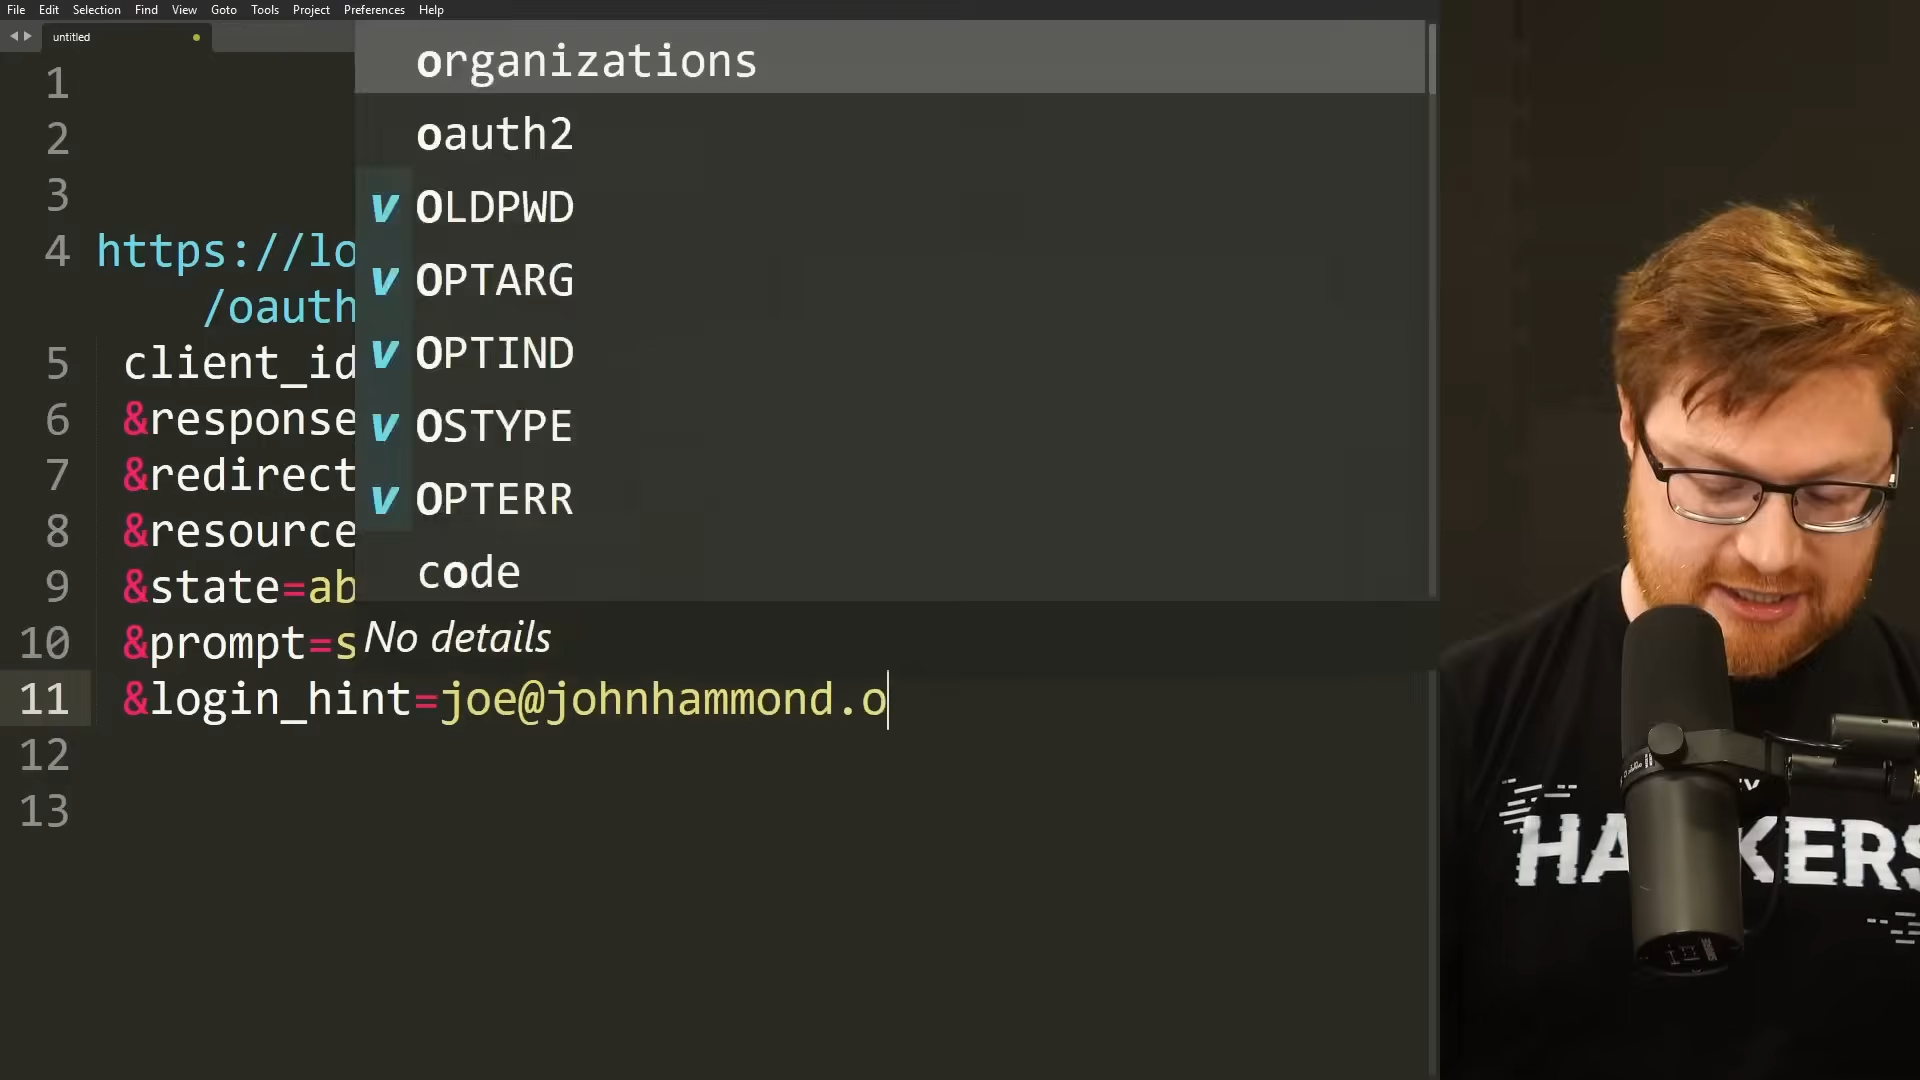 File Edit Selection Find View Goto Tools Project Preferences Help
untitled
organizations
oauth2
v OLDPWD
v OPTARG
v OPTIND
v OSTYPE
v OPTERR
code
No details
1
2
3
4 https://lo
/oauth
5 client_id
6 &response
7 &redirect
8 &resource
9 &state=ab
10 &prompt=s
11 &login_hint=joe@johnhammond.o
12
13